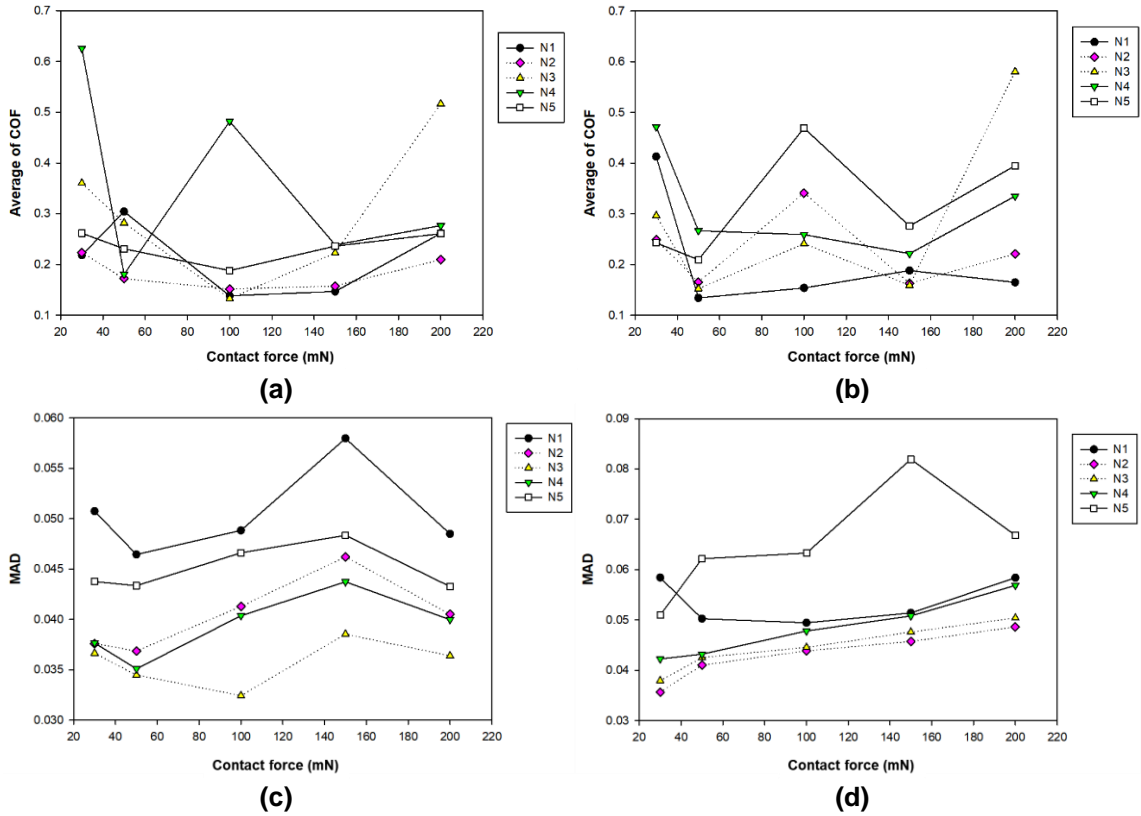 0.7
0.6
0.5
0.4
0.3
0.2
0.1
Average of COF
20 40 60 80 100 120 140 160 180 200 220
Contact force (mN)
N1
N2
N3
N4
N5
(a)
0.7
0.6
0.5
0.4
0.3
0.2
0.1
Average of COF
20 40 60 80 100 120 140 160 180 200 220
Contact force (mN)
N1
N2
N3
N4
N5
(b)
0.060
0.055
0.050
0.045
0.040
0.035
0.030
MAD
20 40 60 80 100 120 140 160 180 200 220
Contact force (mN)
N1
N2
N3
N4
N5
(c)
0.09
0.08
0.07
0.06
0.05
0.04
0.03
MAD
20 40 60 80 100 120 140 160 180 200 220
Contact force (mN)
N1
N2
N3
N4
N5
(d)